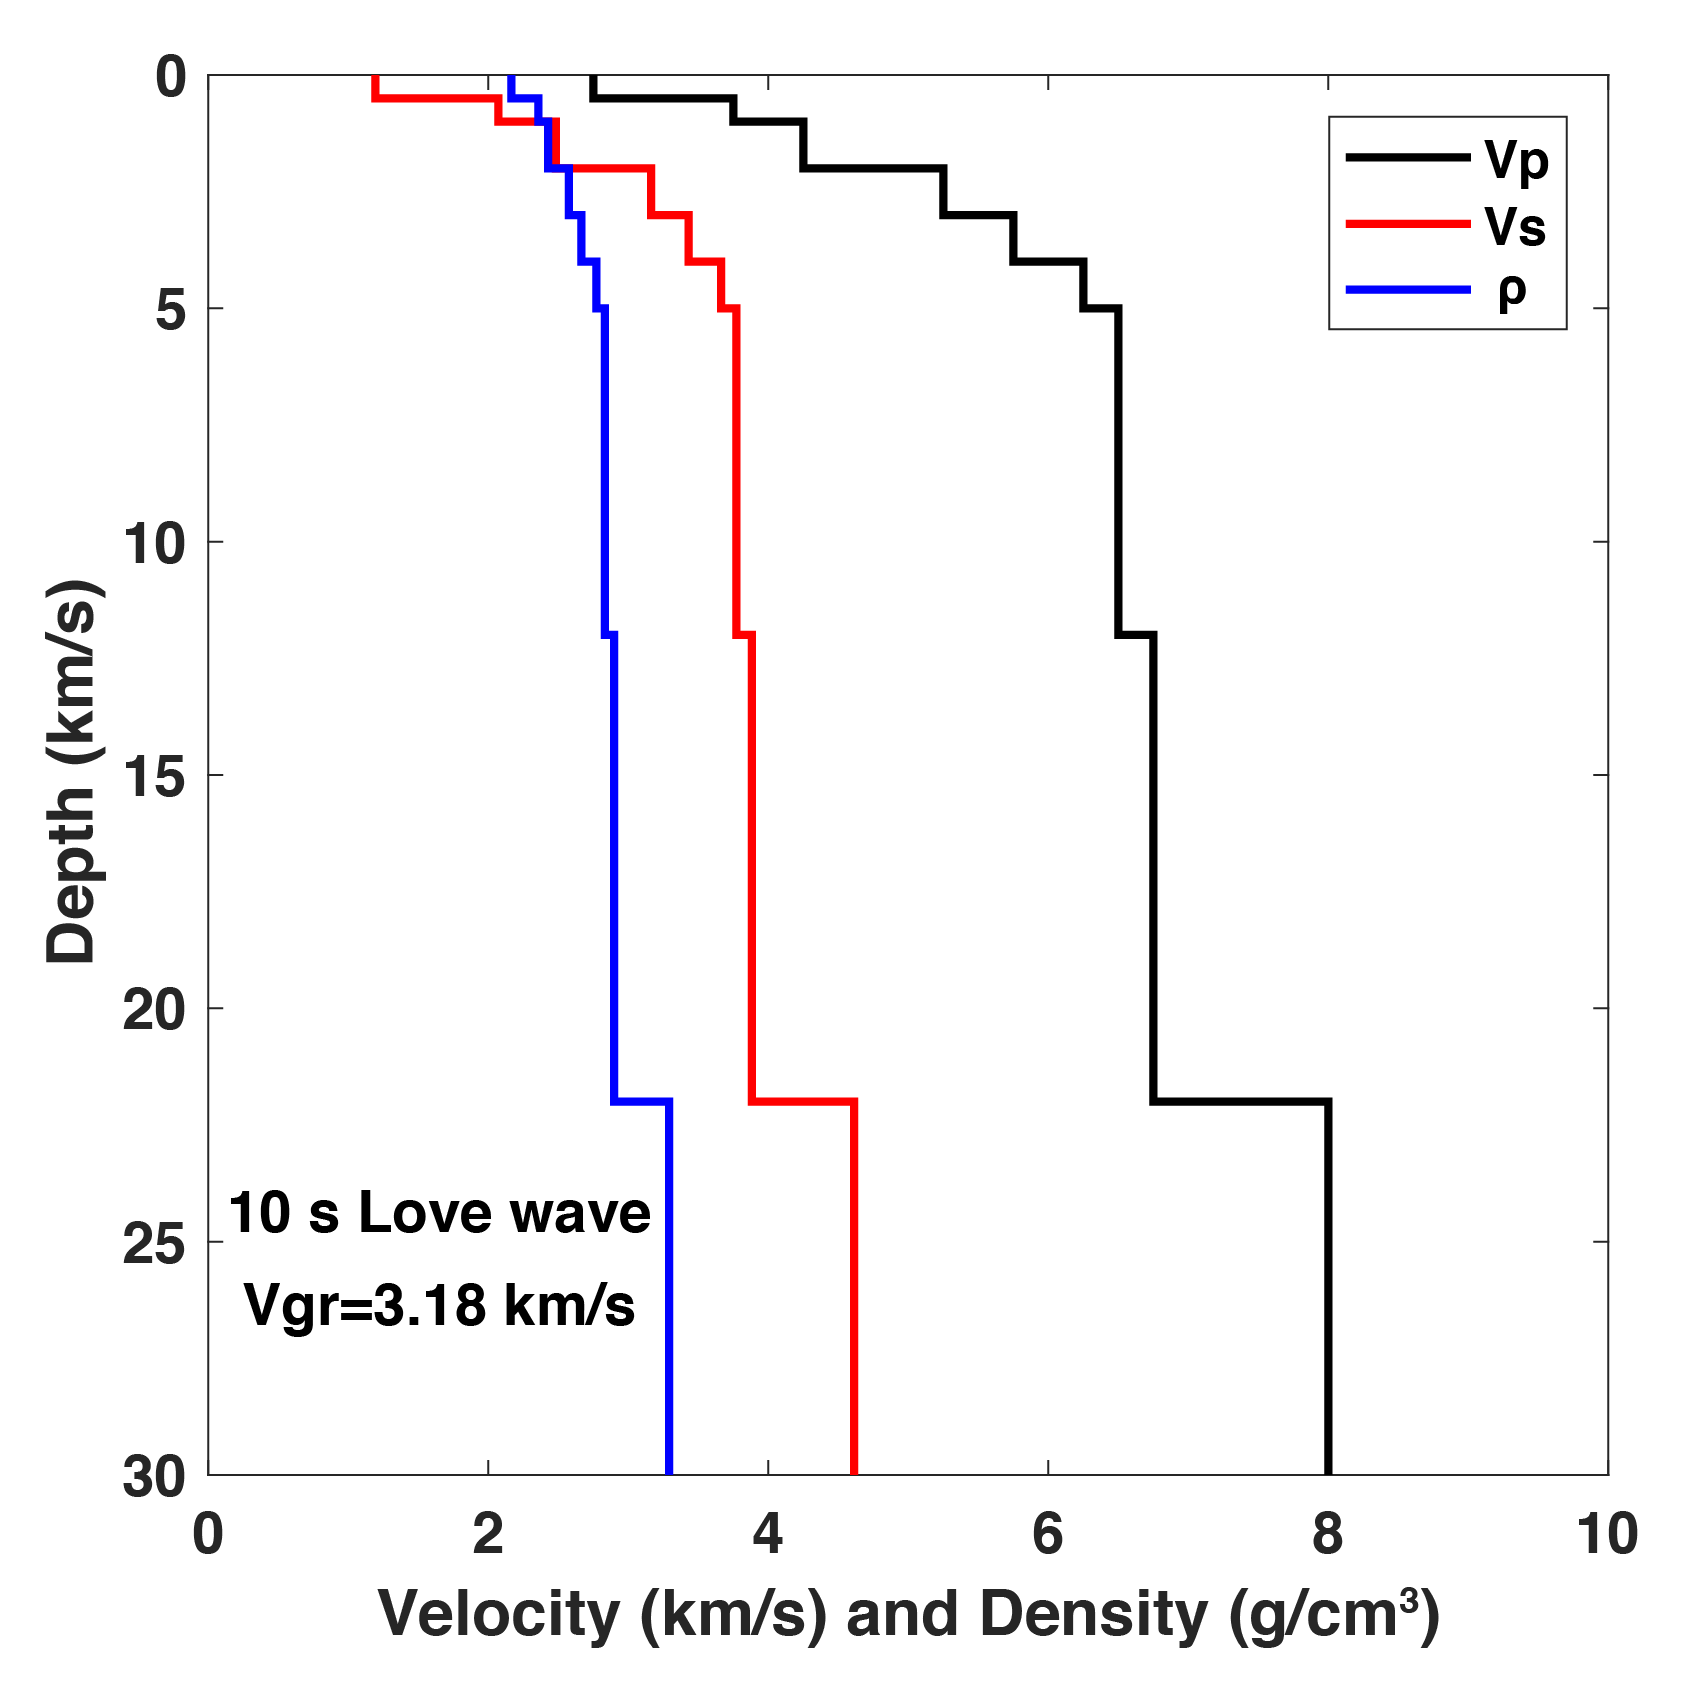 0
5
10
15
20
25
30
Depth (km/s)
Vp
Vs
ρ
10 s Love wave
Vgr=3.18 km/s
0 2 4 6 8 10
Velocity (km/s) and Density (g/cm³)